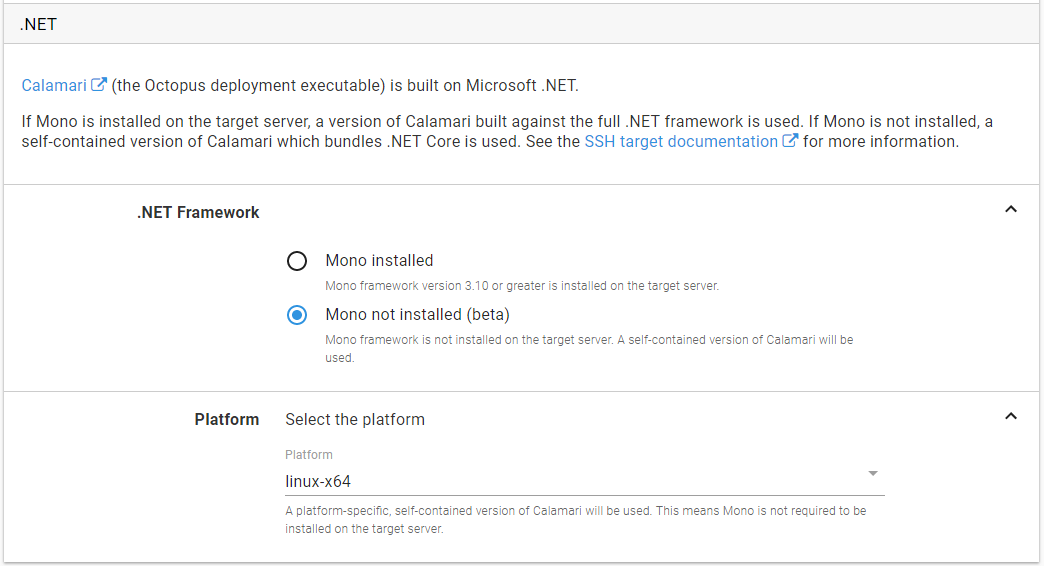 .NET
Calamari (the Octopus deployment executable) is built on Microsoft .NET.
If Mono is installed on the target server, a version of Calamari built against the full .NET framework is used. If Mono is not installed, a
self-contained version of Calamari which bundles .NET Core is used. See the SSH target documentation for more information.
.NET Framework
Mono installed
Mono framework version 3.10 or greater is installed on the target server.
Mono not installed (beta)
Mono framework is not installed on the target server. A self-contained version of Calamari will be
used.
Platform Select the platform
Platform
linux-x64
A platform-specific, self-contained version of Calamari will be used. This means Mono is not required to be
installed on the target server.